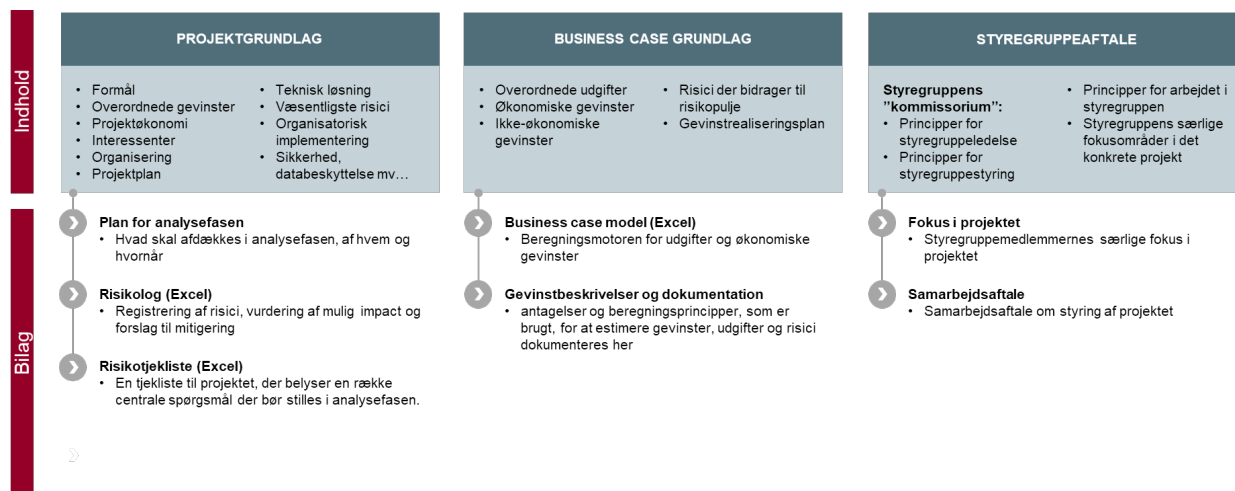 Indhold
PROJEKTGRUNDLAG
• Formål
• Overordnede gevinster
• Projektøkonomi
• Interessenter
• Organisering
• Projektplan
• Teknisk løsning
• Væsentligste risici
• Organisatorisk
implementering
• Sikkerhed,
databeskyttelse mv…
BUSINESS CASE GRUNDLAG
• Overordnede udgifter
• Økonomiske gevinster
• Ikke-økonomiske
gevinster
• Risici der bidrager til
risikopulje
• Gevinstrealiseringsplan
STYREGRUPPEAFTALE
Styregruppens
”kommissorium”:
• Principper for
styregruppeledelse
• Principper for
styregruppestyring
• Principper for arbejdet i
styregruppen
• Styregruppens særlige
fokusområder i det
konkrete projekt
Bilag
Plan for analysefasen
• Hvad skal afdækkes i analysefasen, af hvem og
hvornår
Risikolog (Excel)
• Registrering af risici, vurdering af mulig impact og
forslag til mitigering
Risikotjekliste (Excel)
• En tjekliste til projektet, der belyser en række
centrale spørgsmål der bør stilles i analysefasen.
Business case model (Excel)
• Beregningsmotoren for udgifter og økonomiske
gevinster
Gevinstbeskrivelser og dokumentation
• antagelser og beregningsprincipper, som er
brugt, for at estimere gevinster, udgifter og risici
dokumenteres her
Fokus i projektet
• Styregruppemedlemmernes særlige fokus i
projektet
Samarbejdsaftale
• Samarbejdsaftale om styring af projektet